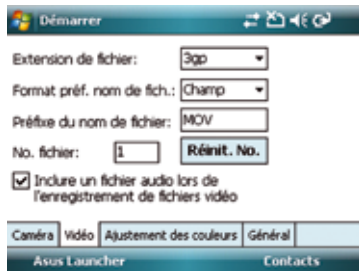 Démarrer
Extension de fichier: 3gp
Format préf. nom de fich.: Champ
Préfixe du nom de fichier: MOV
No. fichier: 1 Réinit. No.
Inclure un fichier audio lors de
l'enregistrement de fichiers vidéo
Caméra Vidéo Ajustement des couleurs Général
Asus Launcher Contacts